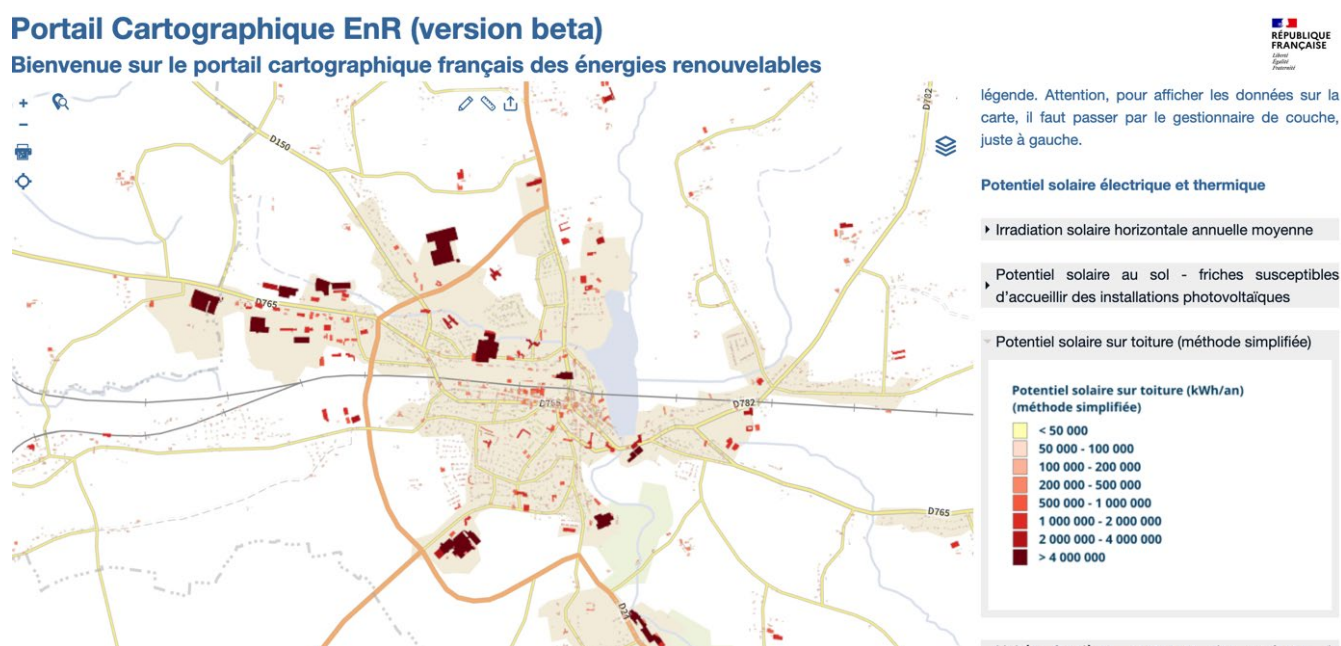 Portail Cartographique EnR (version beta)
Bienvenue sur le portail cartographique français des énergies renouvelables
RÉPUBLIQUE
FRANÇAISE
Liberté
Égalité
Fraternité
légende. Attention, pour afficher les données sur la
carte, il faut passer par le gestionnaire de couche,
juste à gauche.
Potentiel solaire électrique et thermique
Irradiation solaire horizontale annuelle moyenne
Potentiel solaire au sol - friches susceptibles
d'accueillir des installations photovoltaïques
Potentiel solaire sur toiture (méthode simplifiée)
Potentiel solaire sur toiture (kWh/an)
(méthode simplifiée)
< 50 000
50 000 - 100 000
100 000 - 200 000
200 000 - 500 000
500 000 - 1 000 000
1 000 000 - 2 000 000
2 000 000 - 4 000 000
> 4 000 000
D782
D150
D765
D765
D782
D765
D23